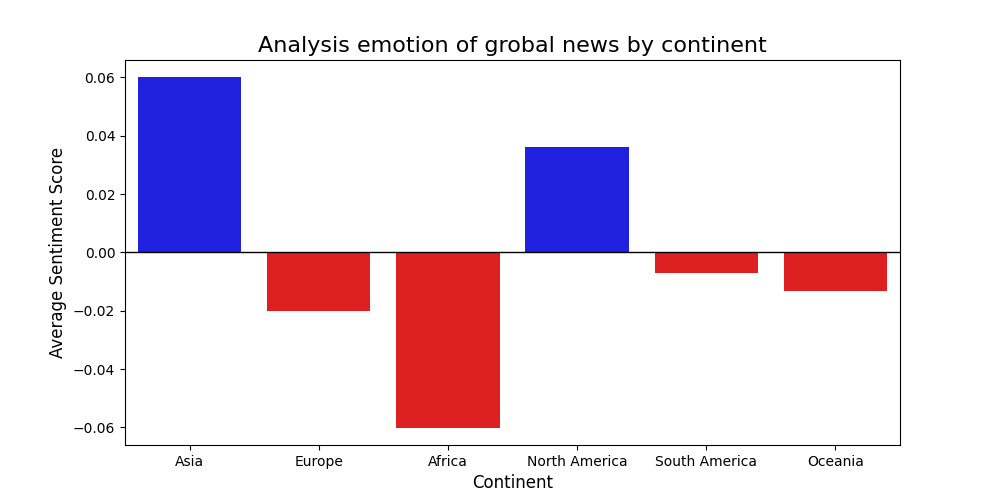 Analysis emotion of grobal news by continent
Average Sentiment Score
0.06
0.04
0.02
0.00
−0.02
−0.04
−0.06
Asia Europe Africa North America South America Oceania
Continent